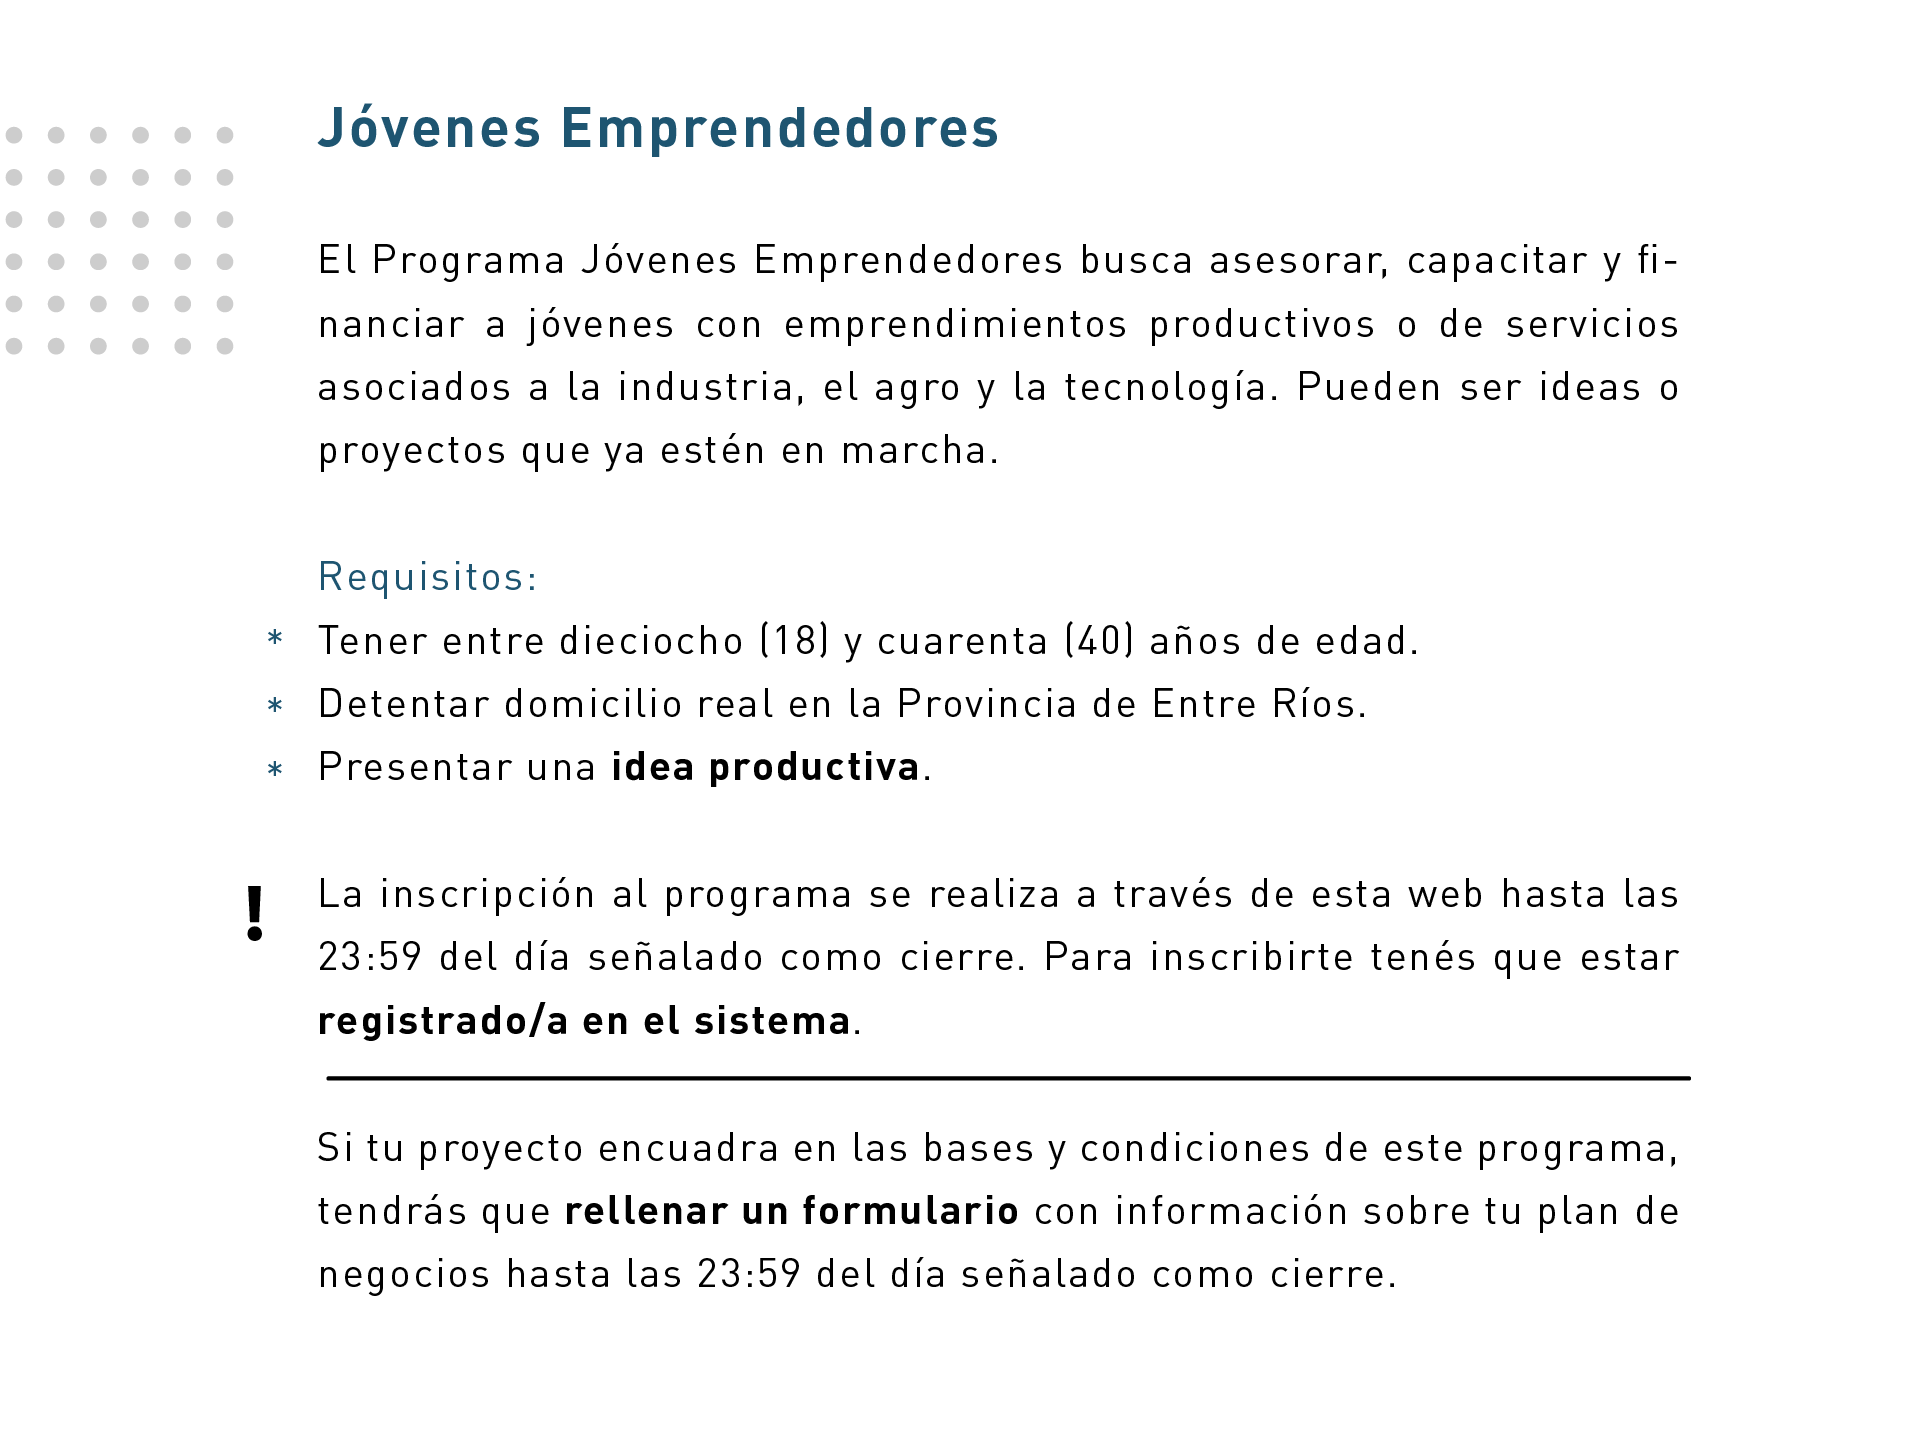 Jóvenes Emprendedores
El Programa Jóvenes Emprendedores busca asesorar, capacitar y fi-
nanciar a jóvenes con emprendimientos productivos o de servicios
asociados a la industria, el agro y la tecnología. Pueden ser ideas o
proyectos que ya estén en marcha.
Requisitos:
* Tener entre dieciocho (18) y cuarenta (40) años de edad.
* Detentar domicilio real en la Provincia de Entre Ríos.
* Presentar una idea productiva.
! La inscripción al programa se realiza a través de esta web hasta las
23:59 del día señalado como cierre. Para inscribirte tenés que estar
registrado/a en el sistema.
Si tu proyecto encuadra en las bases y condiciones de este programa,
tendrás que rellenar un formulario con información sobre tu plan de
negocios hasta las 23:59 del día señalado como cierre.